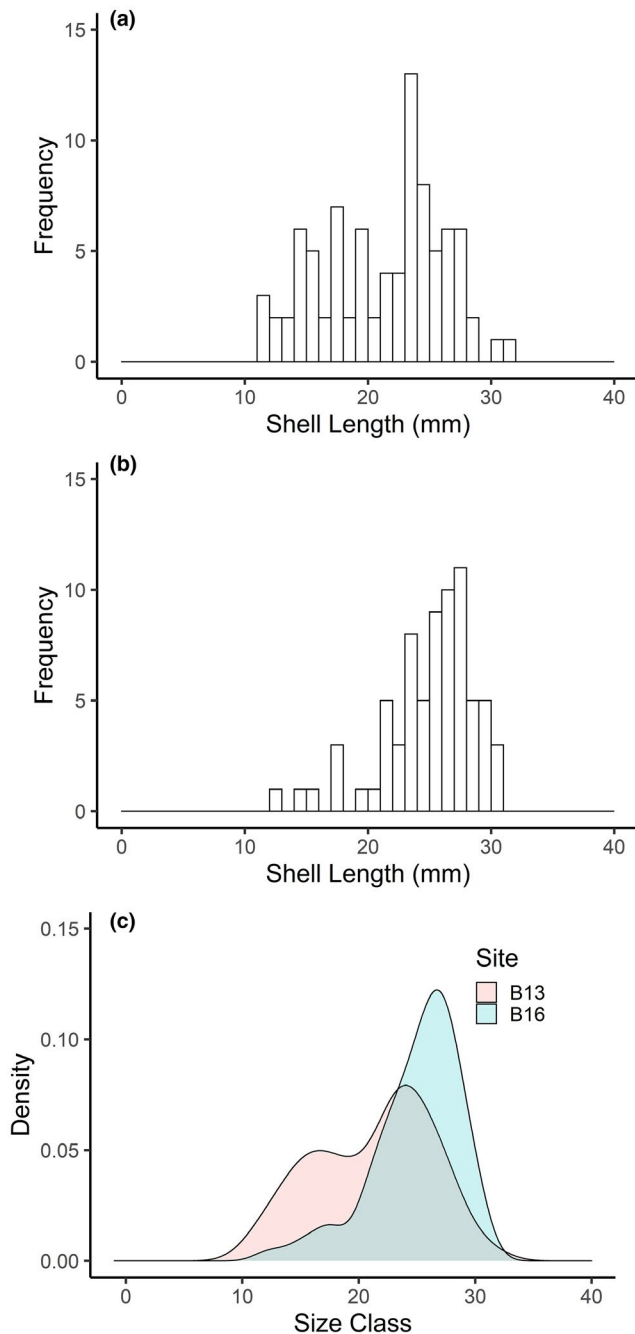 (a)
15
10
5
0
Frequency
0 10 20 30 40
Shell Length (mm)
(b)
15
10
5
0
Frequency
0 10 20 30 40
Shell Length (mm)
(c)
0.15
0.10
0.05
0.00
Density
Site
B13
B16
0 10 20 30 40
Size Class